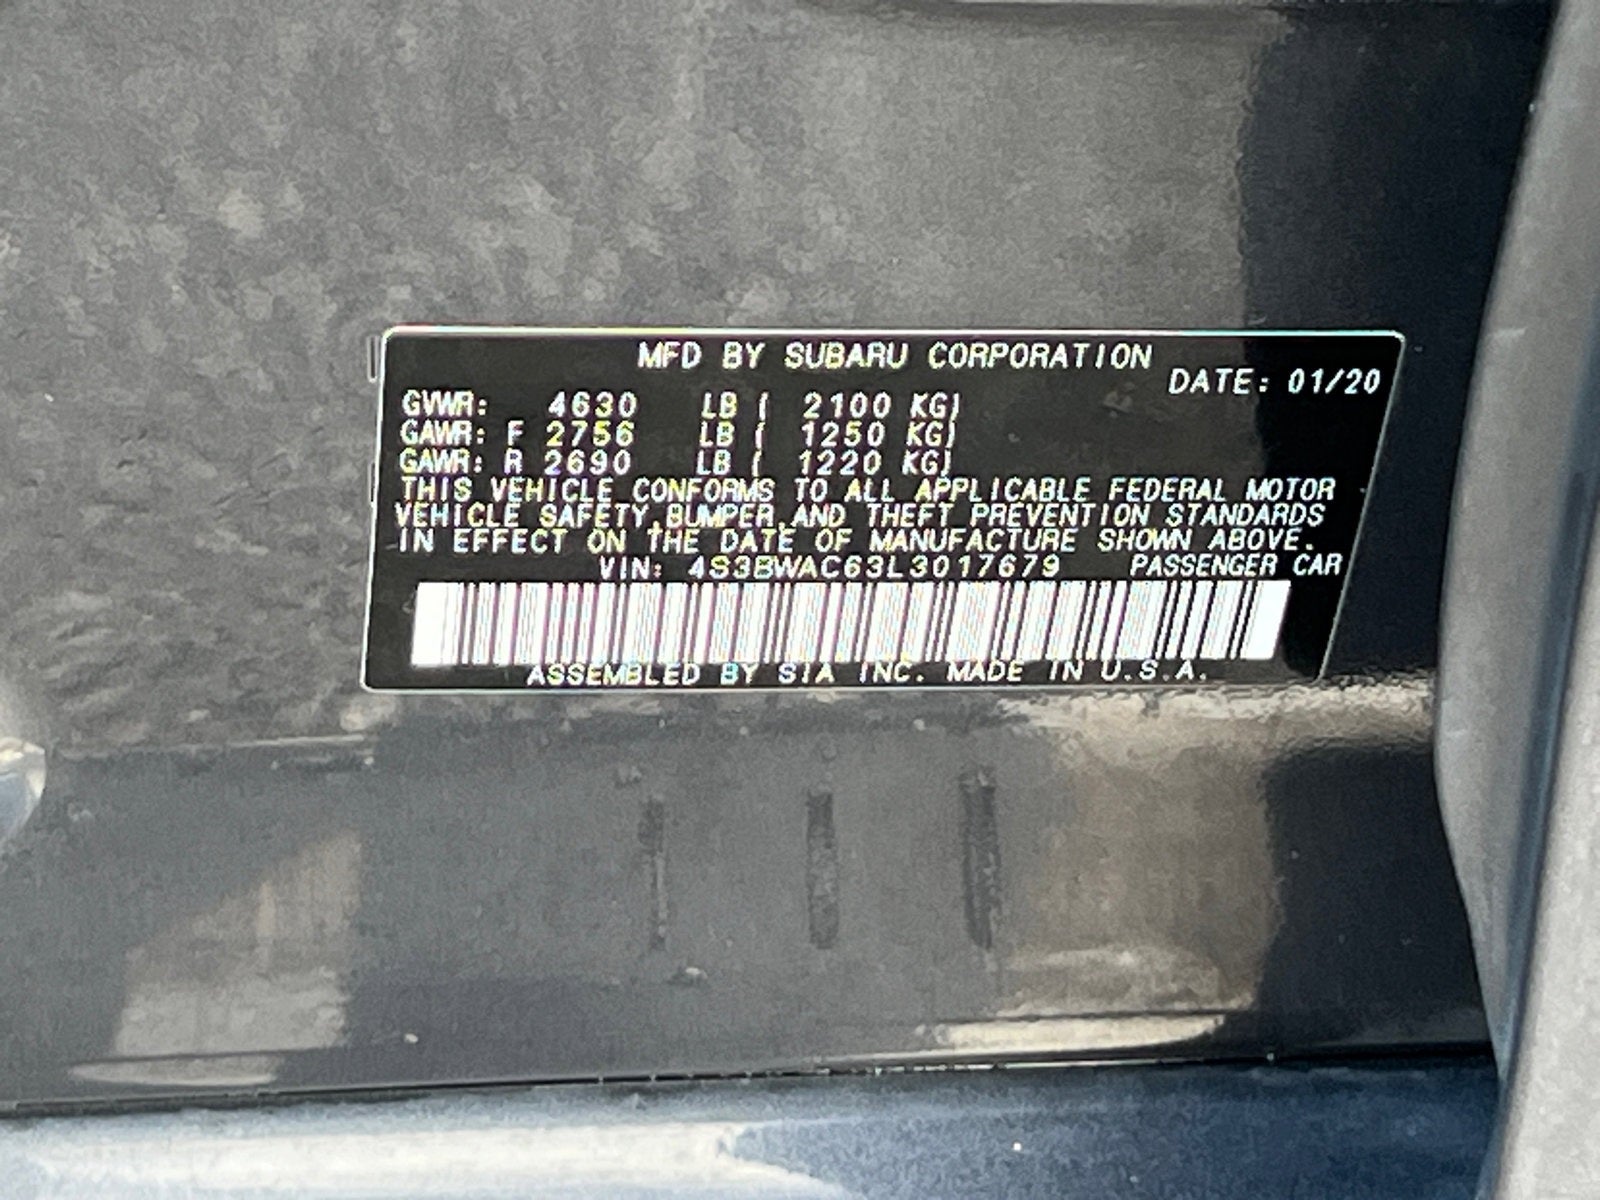 MFD BY SUBARU CORPORATION
DATE: 01/20
GVWR: 4630 LB ( 2100 KG)
GAWR: F 2756 LB ( 1250 KG)
GAWR: R 2690 LB ( 1220 KG)
THIS VEHICLE CONFORMS TO ALL APPLICABLE FEDERAL MOTOR
VEHICLE SAFETY,BUMPER,AND THEFT PREVENTION STANDARDS
IN EFFECT ON THE DATE OF MANUFACTURE SHOWN ABOVE.
VIN: 4S3BWAC63L3017679 PASSENGER CAR
ASSEMBLED BY SIA INC. MADE IN U.S.A.